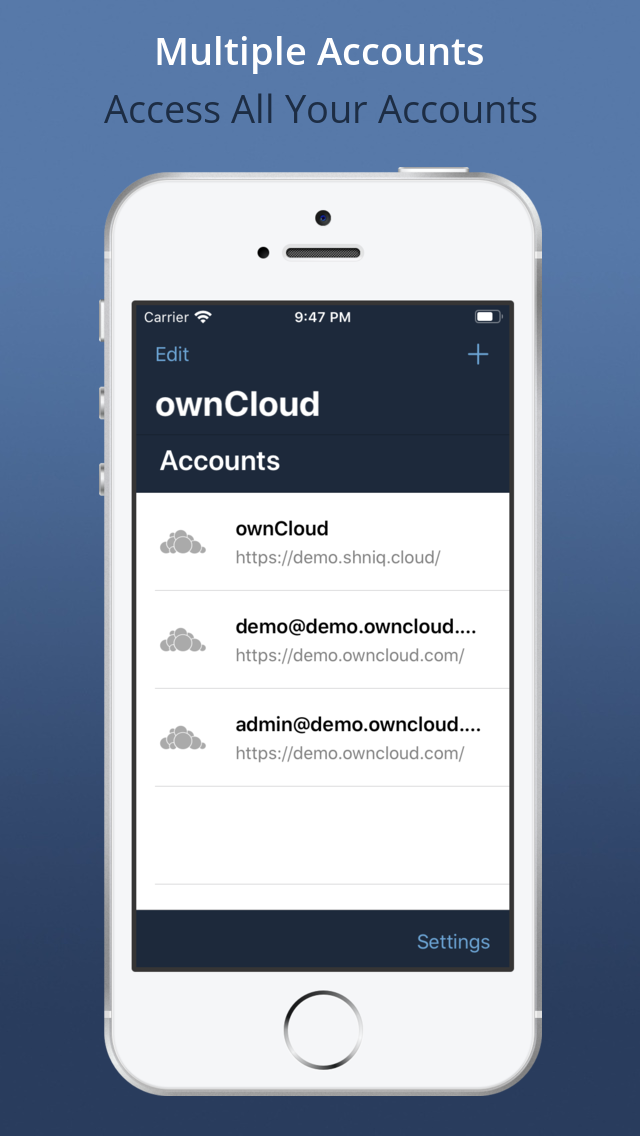 Multiple Accounts
Access All Your Accounts
Carrier 9:47 PM
Edit +
ownCloud
Accounts
ownCloud
https://demo.shniq.cloud/
demo@demo.owncloud....
https://demo.owncloud.com/
admin@demo.owncloud....
https://demo.owncloud.com/
Settings